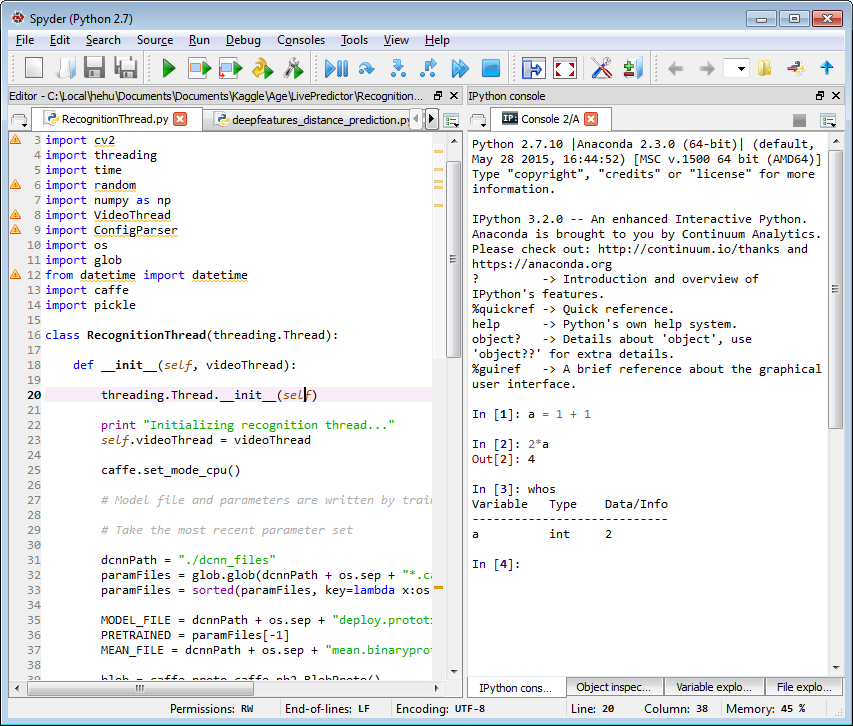 Spyder (Python 2.7)
File Edit Search Source Run Debug Consoles Tools View Help
Editor - C:\Local\hehu\Documents\Documents\Kaggle\Age\LivePredictor\Recognition...
RecognitionThread.py deepfeatures_distance_prediction.py
3 import cv2
4 import threading
5 import time
6 import random
7 import numpy as np
8 import VideoThread
9 import ConfigParser
10 import os
11 import glob
12 from datetime import datetime
13 import caffe
14 import pickle
15
16 class RecognitionThread(threading.Thread):
17
18 def __init__(self, videoThread):
19
20 threading.Thread.__init__(self)
21
22 print "Initializing recognition thread..."
23 self.videoThread = videoThread
24
25 caffe.set_mode_cpu()
26
27 # Model file and parameters are written by trai
28
29 # Take the most recent parameter set
30
31 dcnnPath = "./dcnn_files"
32 paramFiles = glob.glob(dcnnPath + os.sep + "*.ca
33 paramFiles = sorted(paramFiles, key=lambda x:os
34
35 MODEL_FILE = dcnnPath + os.sep + "deploy.protot
36 PRETRAINED = paramFiles[-1]
37 MEAN_FILE = dcnnPath + os.sep + "mean.binarypro
38
39 blob = caffe.proto.caffe_pb2.BlobProto()
IPython console
Console 2/A
Python 2.7.10 |Anaconda 2.3.0 (64-bit)| (default,
May 28 2015, 16:44:52) [MSC v.1500 64 bit (AMD64)]
Type "copyright", "credits" or "license" for more
information.
IPython 3.2.0 -- An enhanced Interactive Python.
Anaconda is brought to you by Continuum Analytics.
Please check out: http://continuum.io/thanks and
https://anaconda.org
? -> Introduction and overview of
IPython's features.
%quickref -> Quick reference.
help -> Python's own help system.
object? -> Details about 'object', use
'object??' for extra details.
%guiref -> A brief reference about the graphical
user interface.
In [1]: a = 1 + 1
In [2]: 2*a
Out[2]: 4
In [3]: whos
Variable Type Data/Info
----------------------------
a int 2
In [4]:
IPython cons... Object inspec... Variable explo... File explo...
Permissions: RW End-of-lines: LF Encoding: UTF-8 Line: 20 Column: 38 Memory: 45 %